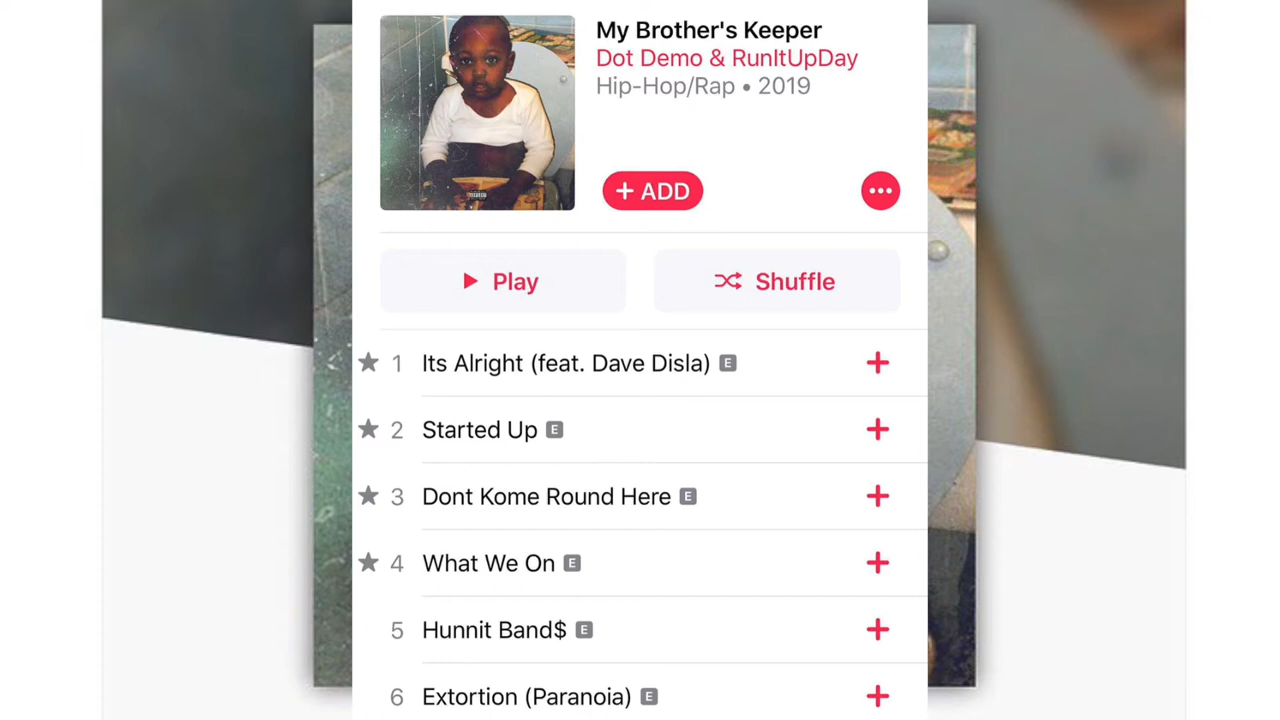 My Brother's Keeper
Dot Demo & RunItUpDay
Hip-Hop/Rap • 2019
+ ADD
Play
Shuffle
1 Its Alright (feat. Dave Disla) E
2 Started Up E
3 Dont Kome Round Here E
4 What We On E
5 Hunnit Band$ E
6 Extortion (Paranoia) E